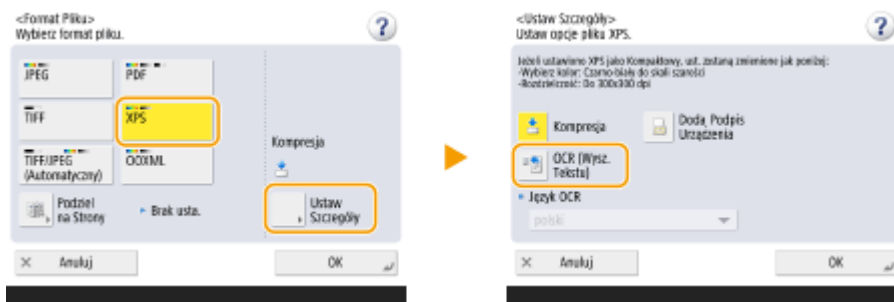 <Format Pliku>
Wybierz format pliku.
?
JPEG
PDF
TIFF
XPS
TIFF/JPEG
(Automatyczny)
OOXML
Podziel
na Strony
Brak usta.
Kompresja
Ustaw
Szczegóły
Anuluj
OK
<Ustaw Szczegóły>
Ustaw opcje pliku XPS.
?
Jeżeli ustawiono XPS jako Kompaktowy, ust. zostaną zmienione jak poniżej:
-Wybierz kolor: Czarno-biały do skali szarości
-Rozdzielczość: Do 300x300 dpi
Kompresja
Dodaj Podpis
Urządzenia
OCR (Wysz.
Tekstu)
Język OCR
polski
Anuluj
OK